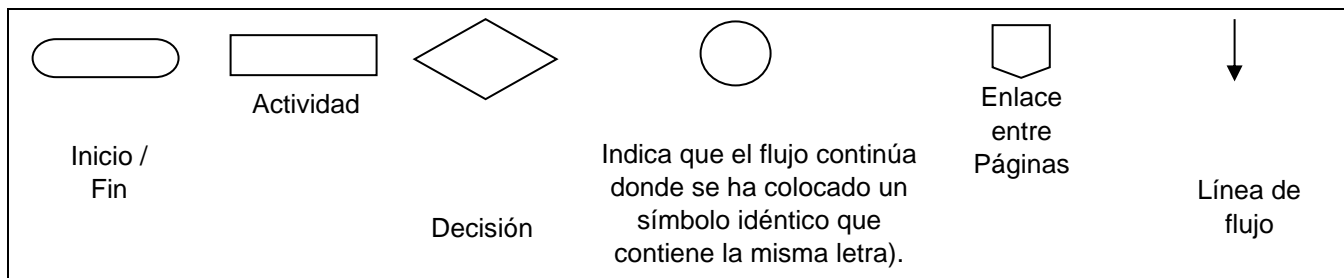 Inicio /
Fin
Actividad
Decisión
Indica que el flujo continúa
donde se ha colocado un
símbolo idéntico que
contiene la misma letra).
Enlace
entre
Páginas
Línea de
flujo